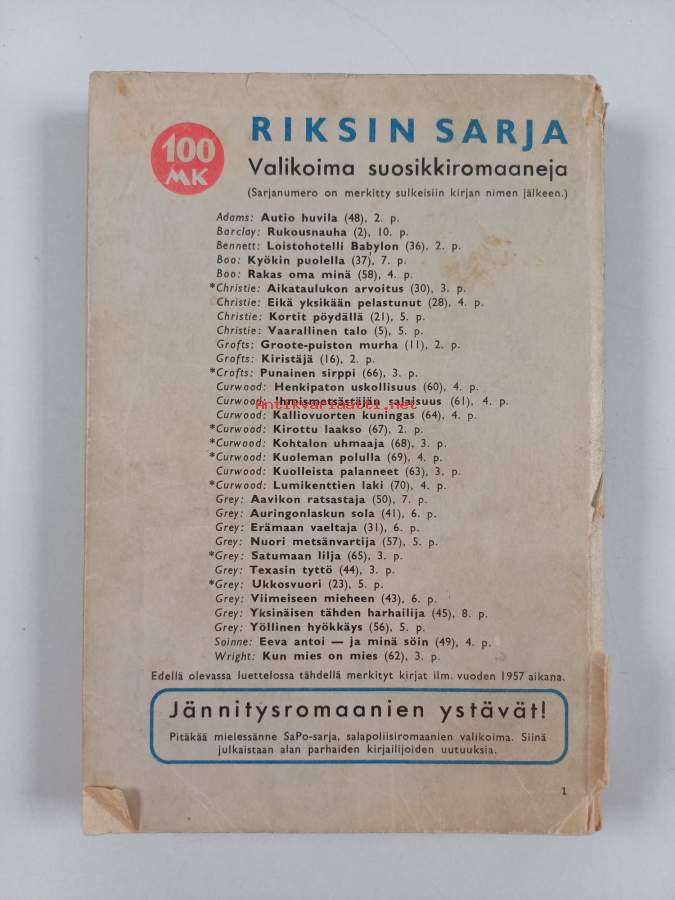 100
MK
RIKSIN SARJA
Valikoima suosikkiromaaneja
(Sarjanumero on merkitty sulkeisiin kirjan nimen jälkeen.)
Adams: Autio huvila (48), 2. p.
Barclay: Rukousnauha (2), 10. p.
Bennett: Loistohotelli Babylon (36), 2. p.
Boo: Kyökin puolella (37), 7. p.
Boo: Rakas oma minä (58), 4. p.
*Christie: Aikataulukon arvoitus (30), 3. p.
Christie: Eikä yksikään pelastunut (28), 4. p.
Christie: Kortit pöydällä (21), 5. p.
Christie: Vaarallinen talo (5), 5. p.
Grofts: Groote-puiston murha (11), 2. p.
Grofts: Kiristäjä (16), 2. p.
*Crofts: Punainen sirppi (66), 3. p.
Curwood: Henkipaton uskollisuus (60), 4. p.
Curwood: Ihmismetsästäjän salaisuus (61), 4. p.
Antikvariaatti.net
Curwood: Kalliovuorten kuningas (64), 4. p.
*Curwood: Kirottu laakso (67), 2. p.
*Curwood: Kohtalon uhmaaja (68), 3. p.
*Curwood: Kuoleman polulla (69), 4. p.
Curwood: Kuolleista palanneet (63), 3. p.
*Curwood: Lumikenttien laki (70), 4. p.
Grey: Aavikon ratsastaja (50), 7. p.
Grey: Auringonlaskun sola (41), 6. p.
Grey: Erämaan vaeltaja (31), 6. p.
Grey: Nuori metsänvartija (57), 5. p.
*Grey: Satumaan lilja (65), 3. p.
Grey: Texasin tyttö (44), 3. p.
*Grey: Ukkosvuori (23), 5. p.
Grey: Viimeiseen mieheen (43), 6. p.
Grey: Yksinäisen tähden harhailija (45), 8. p.
Grey: Yöllinen hyökkäys (56), 5. p.
Soinne: Eeva antoi — ja minä söin (49), 4. p.
Wright: Kun mies on mies (62), 3. p.
Edellä olevassa luettelossa tähdellä merkityt kirjat ilm. vuoden 1957 aikana.
Jännitysromaanien ystävät!
Pitäkää mielessänne SaPo-sarja, salapoliisiromaanien valikoima. Siinä
julkaistaan alan parhaiden kirjailijoiden uutuuksia.
1